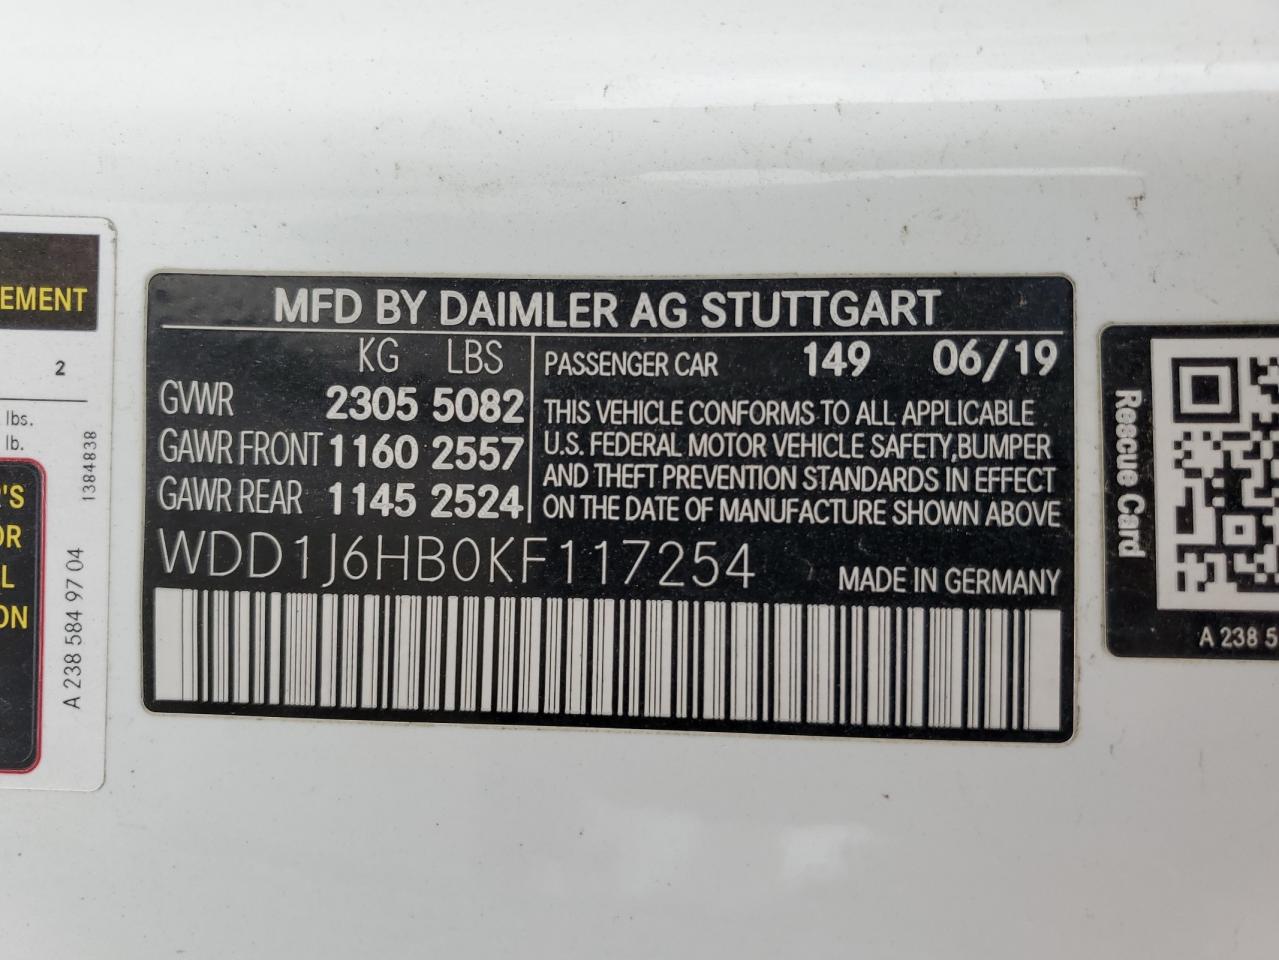 EMENT
2
lbs.
lb.
1384838
'S
OR
L
ON
A 238 584 97 04
MFD BY DAIMLER AG STUTTGART
KG LBS
GVWR 2305 5082
GAWR FRONT 1160 2557
GAWR REAR 1145 2524
PASSENGER CAR 149 06/19
THIS VEHICLE CONFORMS TO ALL APPLICABLE
U.S. FEDERAL MOTOR VEHICLE SAFETY,BUMPER
AND THEFT PREVENTION STANDARDS IN EFFECT
ON THE DATE OF MANUFACTURE SHOWN ABOVE
WDD1J6HB0KF117254
MADE IN GERMANY
Rescue Card
A 238 5